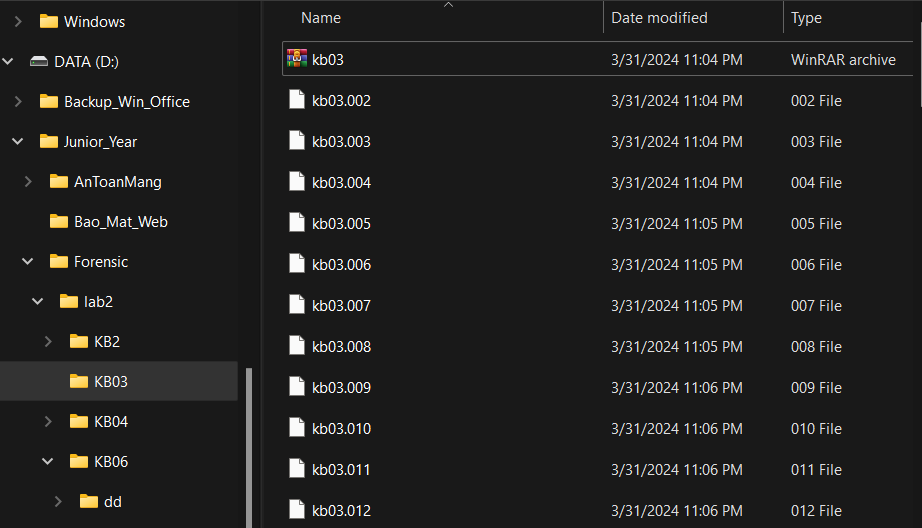 Windows
DATA (D:)
Backup_Win_Office
Junior_Year
AnToanMang
Bao_Mat_Web
Forensic
lab2
KB2
KB03
KB04
KB06
dd
Name Date modified Type
kb03 3/31/2024 11:04 PM WinRAR archive
kb03.002 3/31/2024 11:04 PM 002 File
kb03.003 3/31/2024 11:04 PM 003 File
kb03.004 3/31/2024 11:04 PM 004 File
kb03.005 3/31/2024 11:05 PM 005 File
kb03.006 3/31/2024 11:05 PM 006 File
kb03.007 3/31/2024 11:05 PM 007 File
kb03.008 3/31/2024 11:05 PM 008 File
kb03.009 3/31/2024 11:06 PM 009 File
kb03.010 3/31/2024 11:06 PM 010 File
kb03.011 3/31/2024 11:06 PM 011 File
kb03.012 3/31/2024 11:06 PM 012 File